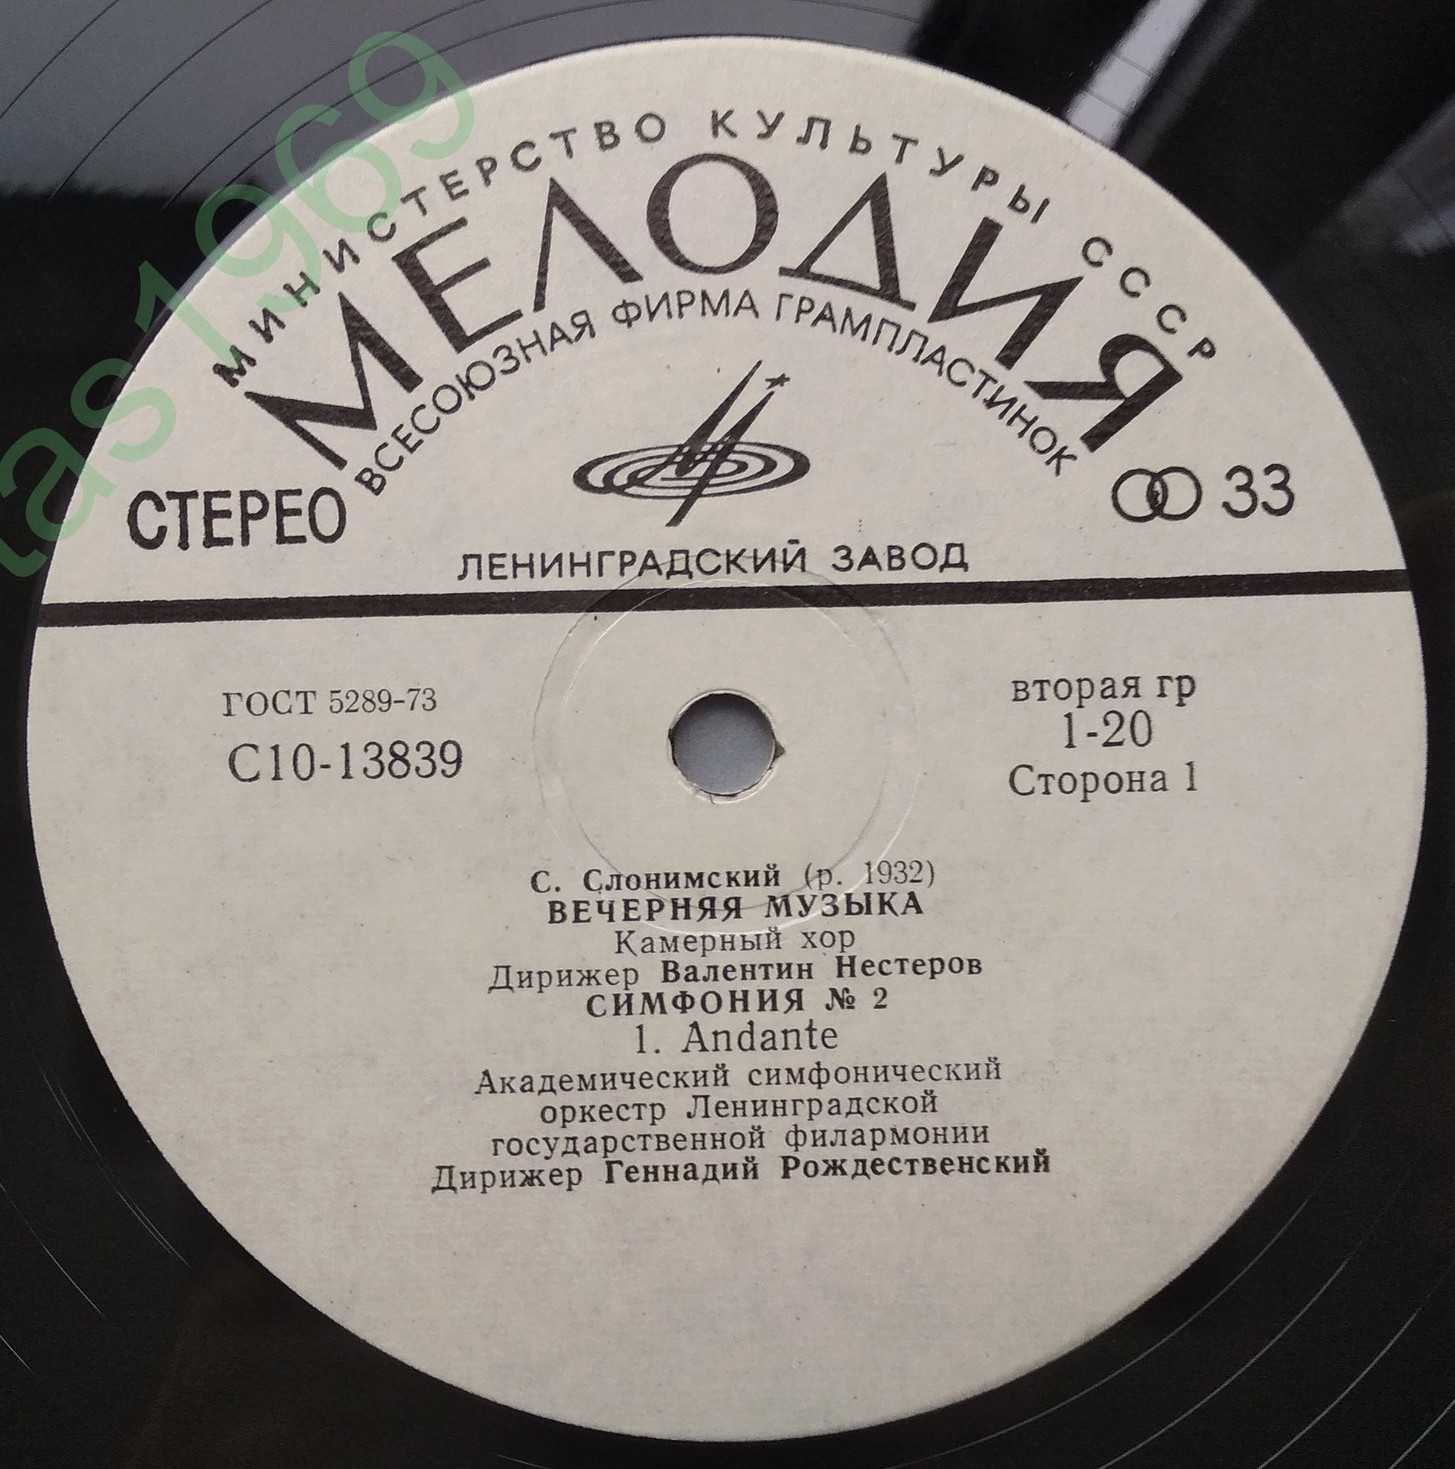 МИНИСТЕРСТВО КУЛЬТУРЫ СССР
МЕЛОДИЯ
ВСЕСОЮЗНАЯ ФИРМА ГРАМПЛАСТИНОК
СТЕРЕО
33
ЛЕНИНГРАДСКИЙ ЗАВОД
ГОСТ 5289-73
С10-13839
вторая гр
1-20
Сторона 1
С. Слонимский (р. 1932)
ВЕЧЕРНЯЯ МУЗЫКА
Камерный хор
Дирижер Валентин Нестеров
СИМФОНИЯ № 2
1. Andante
Академический симфонический
оркестр Ленинградской
государственной филармонии
Дирижер Геннадий Рождественский